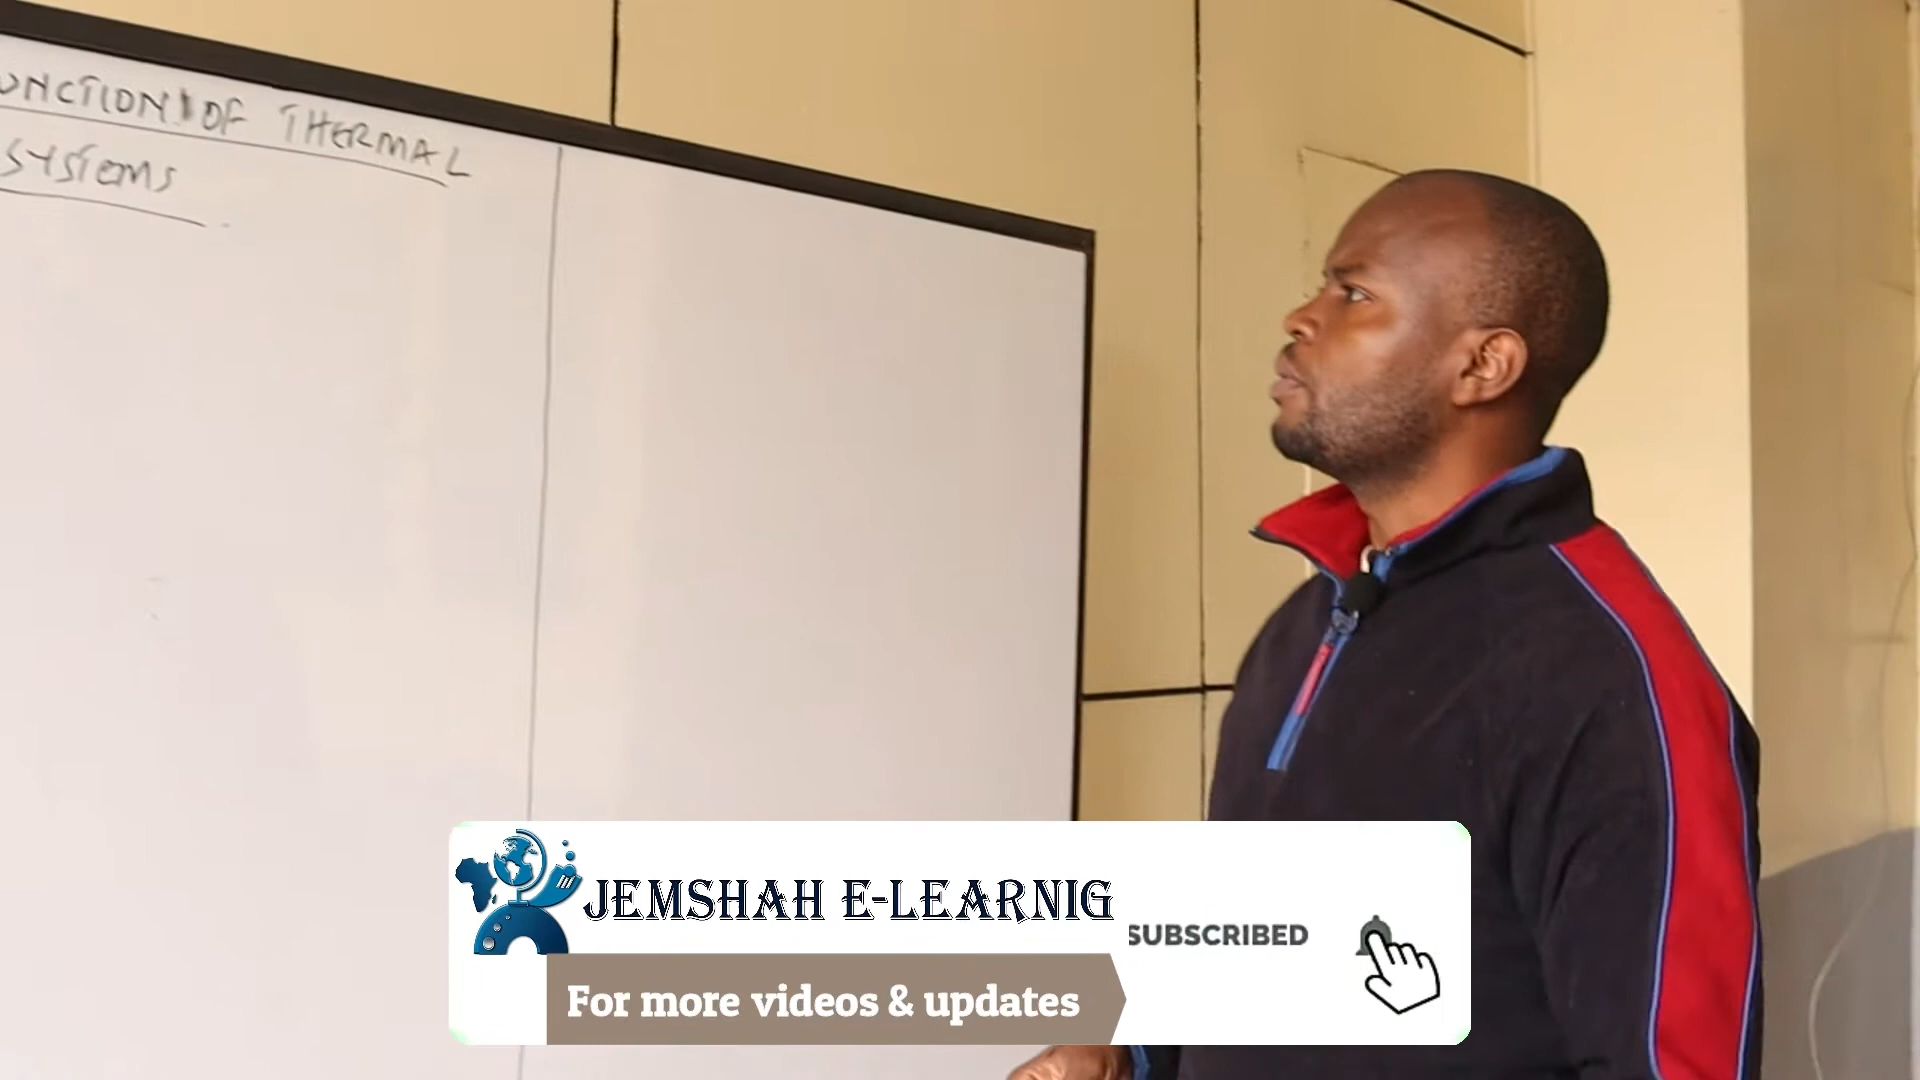 UNCTION OF THERMAL
SYSTEMS
JEMSHAH E-LEARNIG
SUBSCRIBED
For more videos & updates